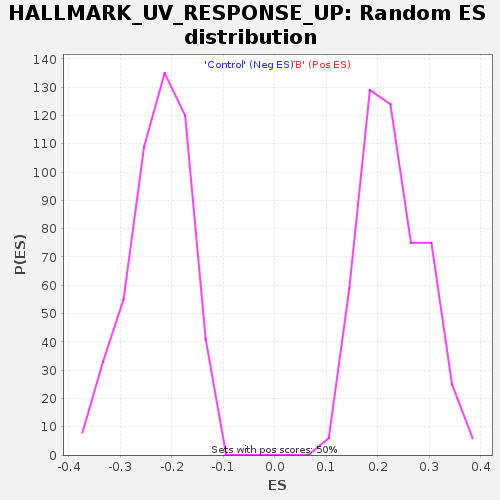 HALLMARK_UV_RESPONSE_UP: Random ES
distribution
'Control' (Neg ES)'B' (Pos ES)
140
130
120
110
100
90
80
70
60
50
40
30
20
10
0
P(ES)
Sets with pos scores: 50%
-0.4 -0.3 -0.2 -0.1 0.0 0.1 0.2 0.3 0.4
ES